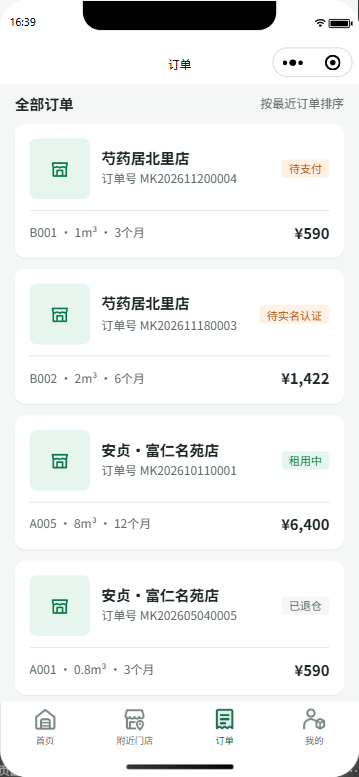 16:39
订单
全部订单
按最近订单排序
芍药居北里店
待支付
订单号 MK202611200004
B001 · 1m³ · 3个月
¥590
芍药居北里店
待实名认证
订单号 MK202611180003
B002 · 2m³ · 6个月
¥1,422
安贞·富仁名苑店
租用中
订单号 MK202610110001
A005 · 8m³ · 12个月
¥6,400
安贞·富仁名苑店
已退仓
订单号 MK202605040005
A001 · 0.8m³ · 3个月
¥590
首页
附近门店
订单
我的